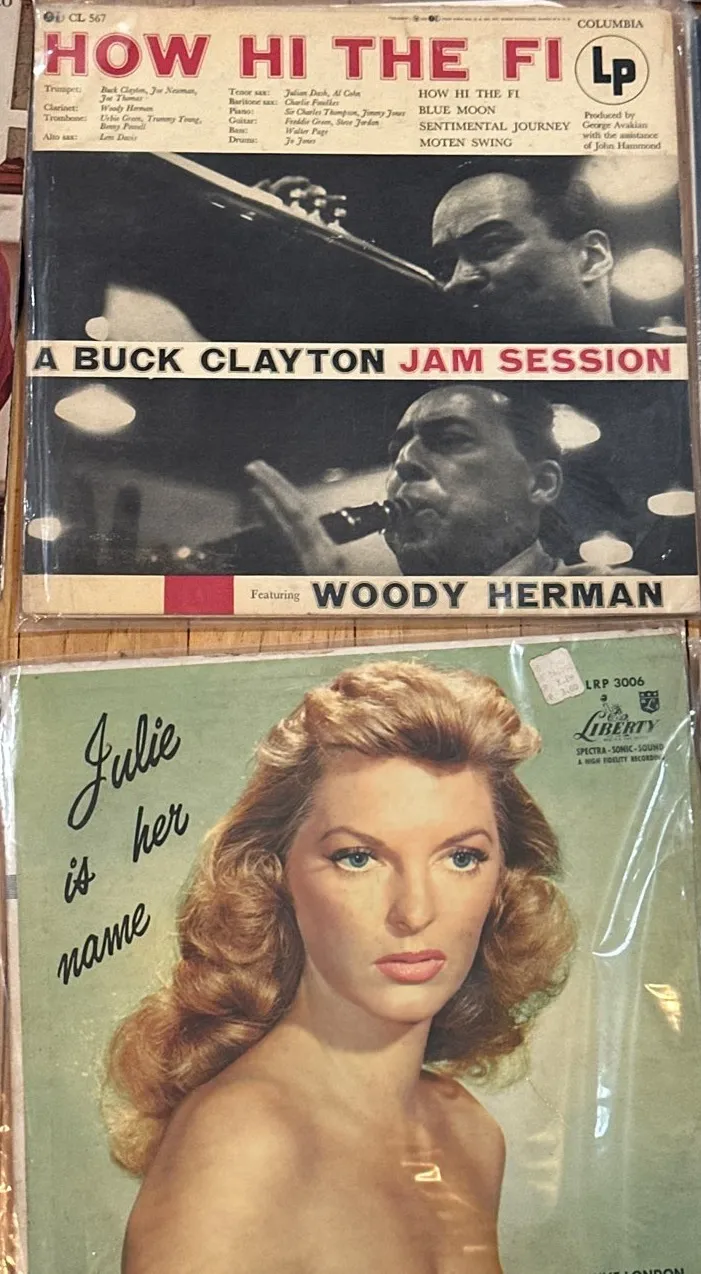 CL 567
COLUMBIA
HOW HI THE FI
Lp
Trumpet: Buck Clayton, Joe Newman,
Joe Thomas
Clarinet: Woody Herman
Trombone: Urbie Green, Trummy Young,
Benny Powell
Alto sax: Lem Davis
Tenor sax: Julian Dash, Al Cohn
Baritone sax: Charlie Fowlkes
Piano: Sir Charles Thompson, Jimmy Jones
Guitar: Freddie Green, Steve Jordan
Bass: Walter Page
Drums: Jo Jones
HOW HI THE FI
BLUE MOON
SENTIMENTAL JOURNEY
MOTEN SWING
Produced by
George Avakian
with the assistance
of John Hammond
A BUCK CLAYTON JAM SESSION
Featuring WOODY HERMAN
LRP 3006
LIBERTY
SPECTRA-SONIC-SOUND
A HIGH FIDELITY RECORDING
Julie
is her
name
LONDON